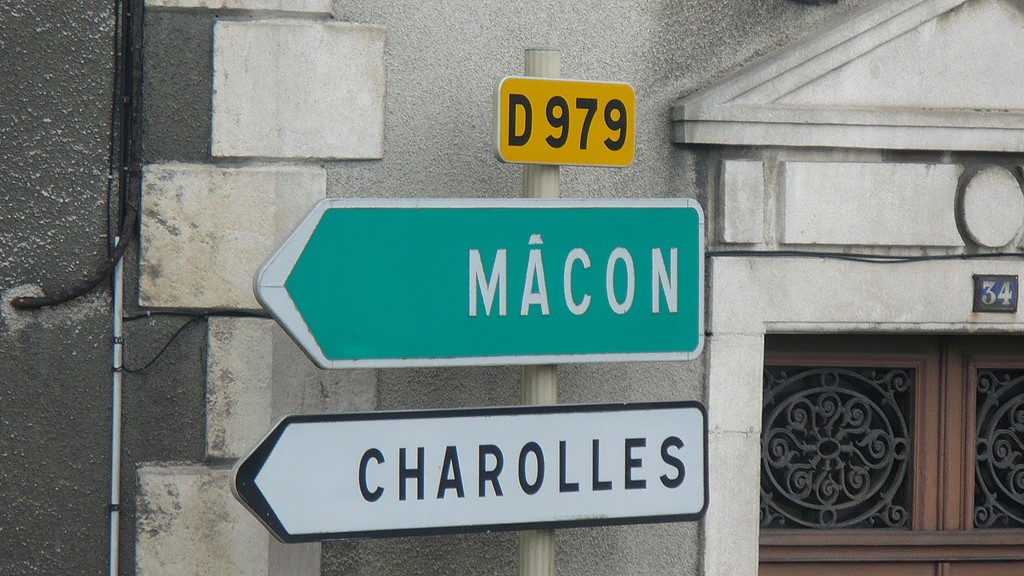 D 979
MÂCON
34
CHAROLLES